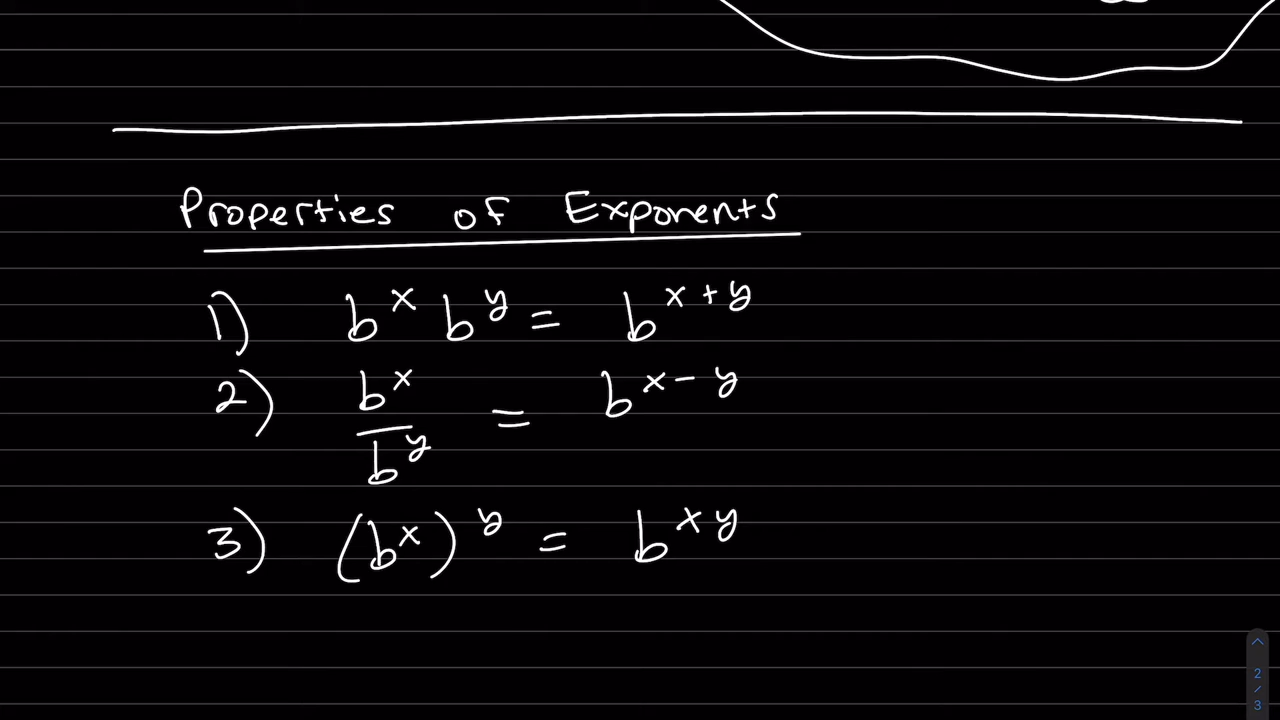 Properties of Exponents
1) b^x b^y = b^{x+y}
2) b^x / b^y = b^{x-y}
3) (b^x)^y = b^{xy}
2
/
3